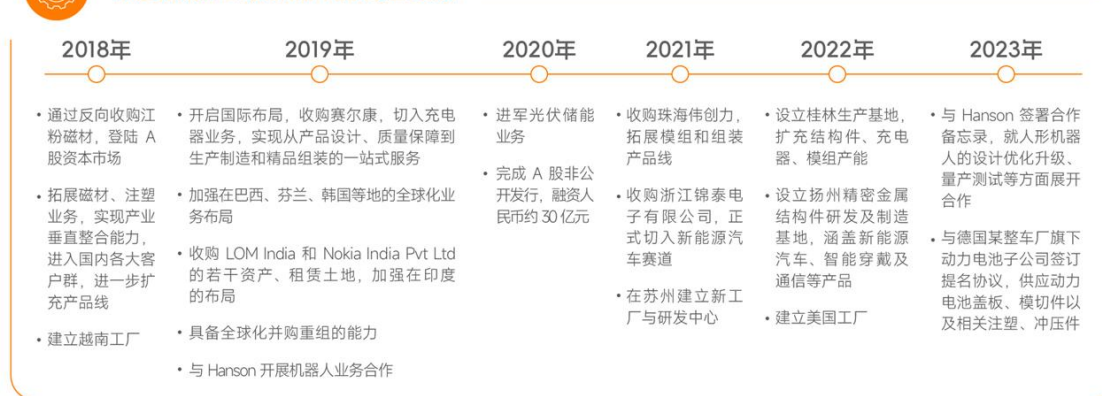 2018年
• 通过反向收购江
粉磁材，登陆 A
股资本市场
• 拓展磁材、注塑
业务，实现产业
垂直整合能力，
进入国内各大客
户群，进一步扩
充产品线
• 建立越南工厂
2019年
• 开启国际布局，收购赛尔康，切入充电
器业务，实现从产品设计、质量保障到
生产制造和精品组装的一站式服务
• 加强在巴西、芬兰、韩国等地的全球化业
务布局
• 收购 LOM India 和 Nokia India Pvt Ltd
的若干资产、租赁土地，加强在印度
的布局
• 具备全球化并购重组的能力
• 与 Hanson 开展机器人业务合作
2020年
• 进军光伏储能
业务
• 完成 A 股非公
开发行，融资人
民币约 30 亿元
2021年
• 收购珠海伟创力，
拓展模组和组装
产品线
• 收购浙江锦泰电
子有限公司，正
式切入新能源汽
车赛道
• 在苏州建立新工
厂与研发中心
2022年
• 设立桂林生产基地，
扩充结构件、充电
器、模组产能
• 设立扬州精密金属
结构件研发及制造
基地，涵盖新能源
汽车、智能穿戴及
通信等产品
• 建立美国工厂
2023年
• 与 Hanson 签署合作
备忘录，就人形机器
人的设计优化升级、
量产测试等方面展开
合作
• 与德国某整车厂旗下
动力电池子公司签订
提名协议，供应动力
电池盖板、模切件以
及相关注塑、冲压件